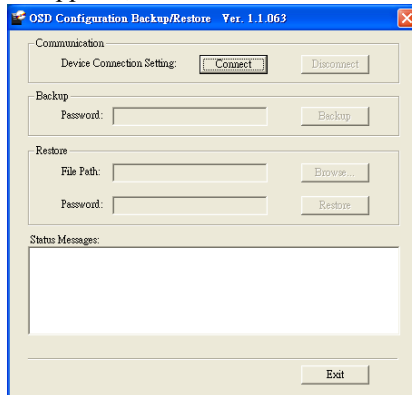 OSD Configuration Backup/Restore Ver. 1.1.063
Communication
Device Connection Setting: Connect Disconnect
Backup
Password: Backup
Restore
File Path: Browse...
Password: Restore
Status Messages:
Exit